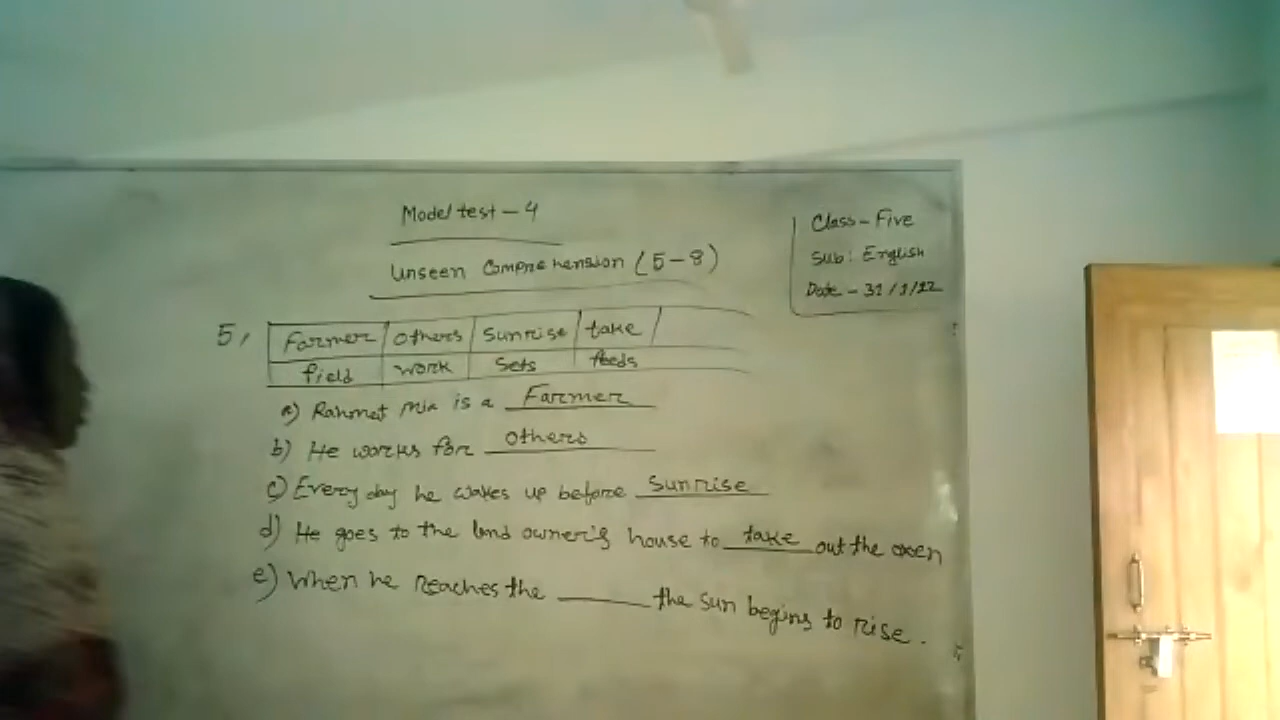 Model test - 4
Class - Five
Unseen Comprehension (5-8)
Sub: English
Date - 31/1/22
5, Farmer others Sunrise take
field work sets feeds
a) Rahmat Mia is a Farmer
b) He works for others
c) Every day he wakes up before Sunrise
d) He goes to the land owner's house to take out the oxen
e) When he reaches the ______ the sun begins to rise.